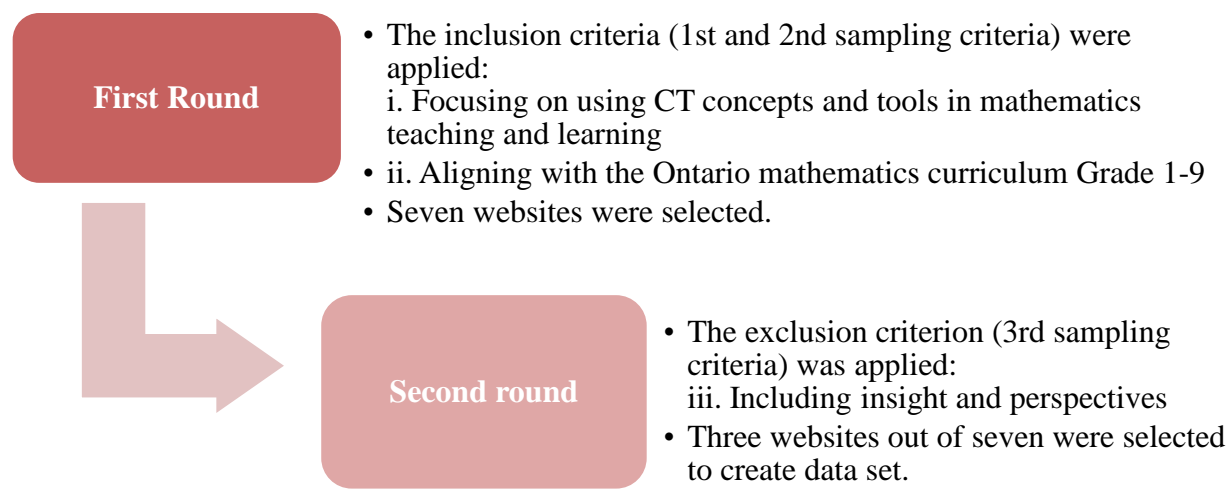 First Round
• The inclusion criteria (1st and 2nd sampling criteria) were
applied:
i. Focusing on using CT concepts and tools in mathematics
teaching and learning
• ii. Aligning with the Ontario mathematics curriculum Grade 1-9
• Seven websites were selected.
Second round
• The exclusion criterion (3rd sampling
criteria) was applied:
iii. Including insight and perspectives
• Three websites out of seven were selected
to create data set.